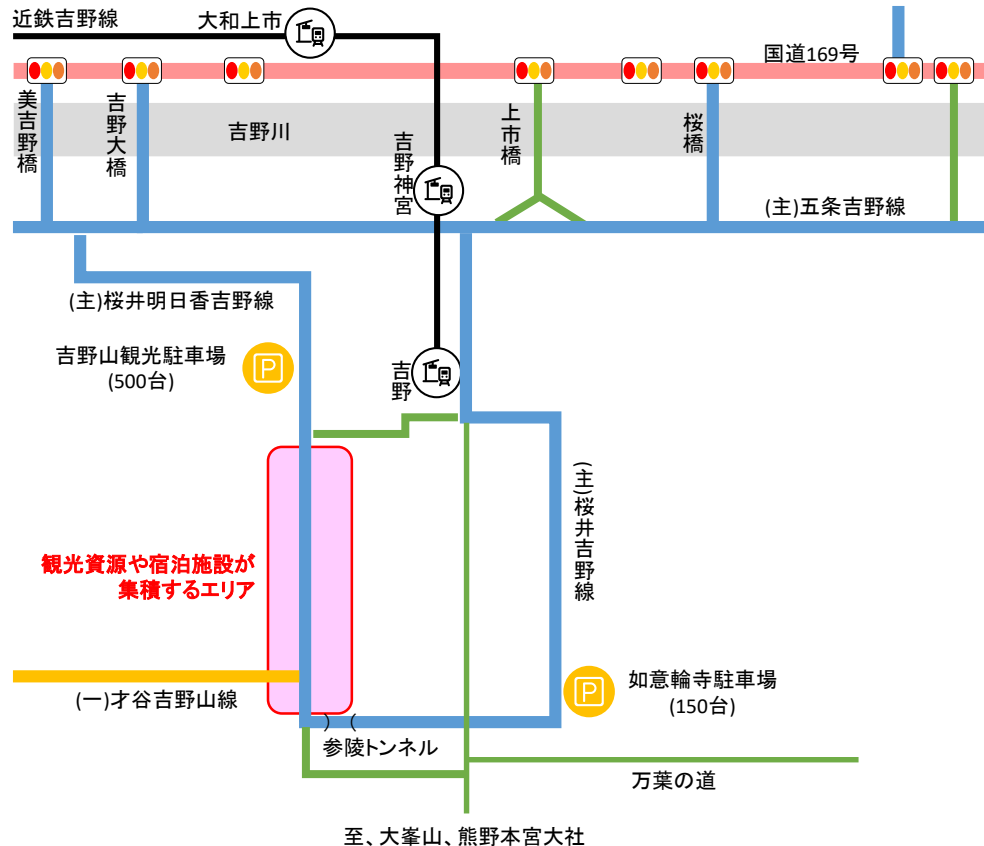 近鉄吉野線
大和上市
国道169号
美吉野橋
吉野大橋
吉野川
吉野神宮
上市橋
桜橋
(主)五条吉野線
(主)桜井明日香吉野線
吉野山観光駐車場
(500台)
P
吉野
(主)桜井吉野線
観光資源や宿泊施設が
集積するエリア
(一)才谷吉野山線
P
如意輪寺駐車場
(150台)
参陵トンネル
万葉の道
至、大峯山、熊野本宮大社